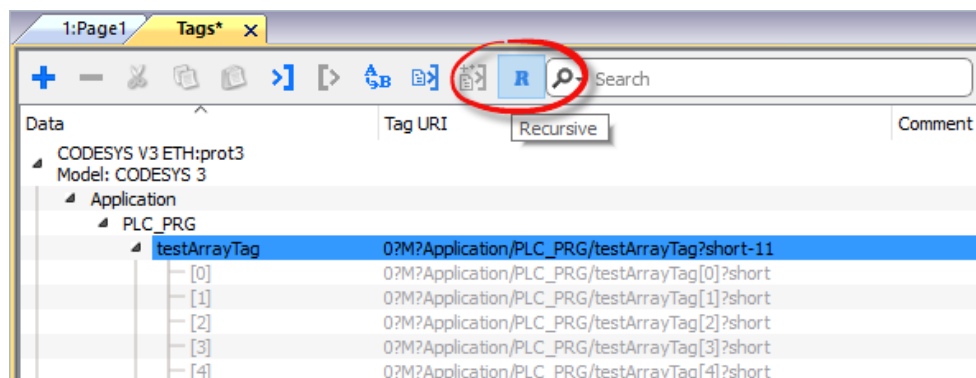 1:Page1 Tags* x
R Search
Data Tag URI Recursive Comment
CODESYS V3 ETH:prot3
Model: CODESYS 3
Application
PLC_PRG
testArrayTag 0?M?Application/PLC_PRG/testArrayTag?short-11
[0] 0?M?Application/PLC_PRG/testArrayTag[0]?short
[1] 0?M?Application/PLC_PRG/testArrayTag[1]?short
[2] 0?M?Application/PLC_PRG/testArrayTag[2]?short
[3] 0?M?Application/PLC_PRG/testArrayTag[3]?short
[4] 0?M?Application/PLC_PRG/testArrayTag[4]?short